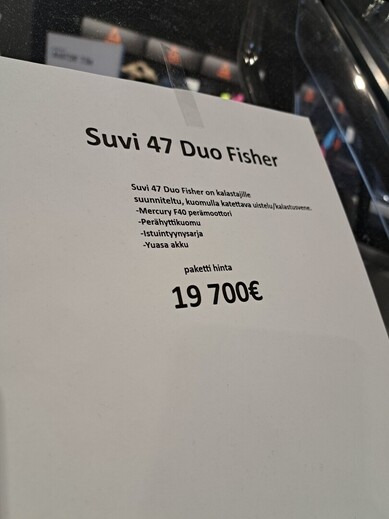 Suvi 47 Duo Fisher
Suvi 47 Duo Fisher on kalastajille
suunniteltu, kuomulla katettava uistelu/kalastusvene.
-Mercury F40 perämoottori
-Perähyttikuomu
-Istuintyynysarja
-Yuasa akku
paketti hinta
19 700€